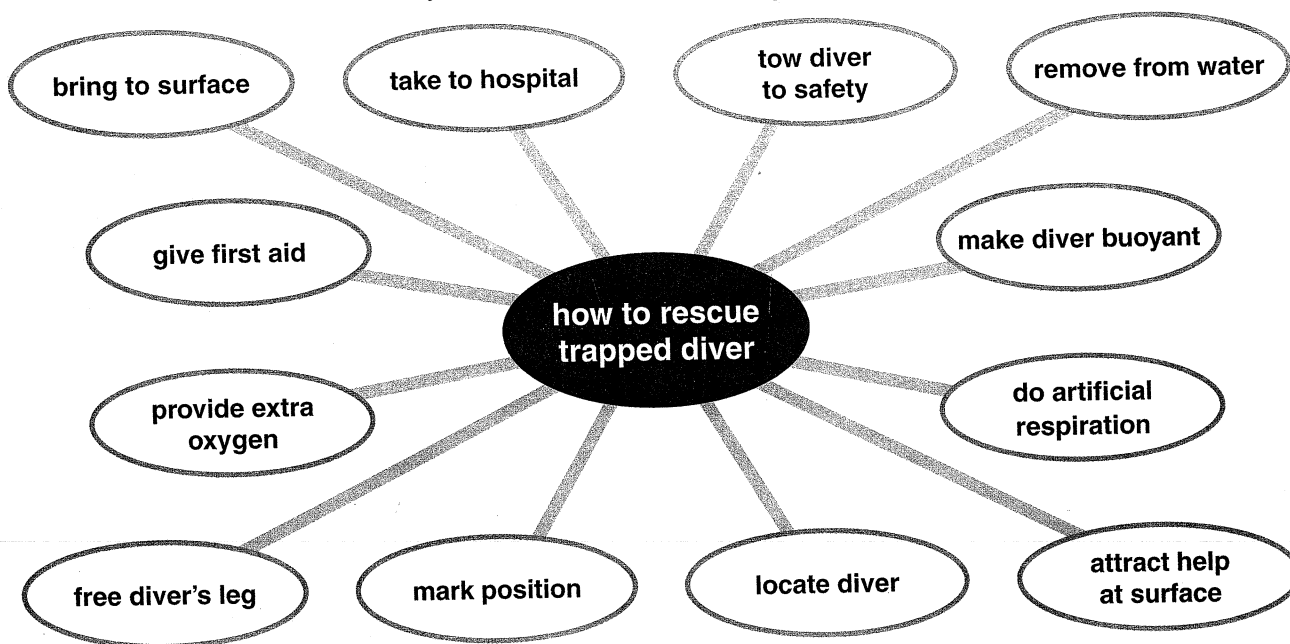 bring to surface
take to hospital
tow diver
to safety
remove from water
give first aid
make diver buoyant
how to rescue
trapped diver
provide extra
oxygen
do artificial
respiration
free diver's leg
mark position
locate diver
attract help
at surface